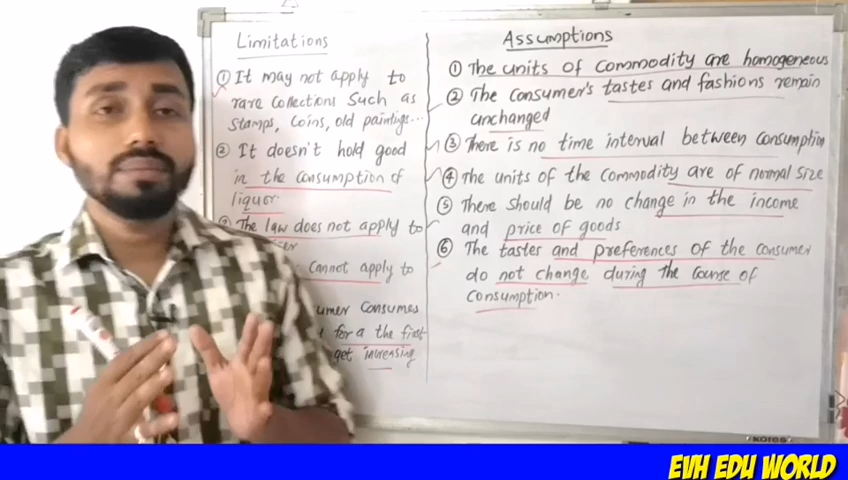 Limitations
① It may not apply to
rare collections such as
stamps, coins, old paintings...
② It doesn't hold good
in the consumption of
liquor
The law does not apply to
cannot apply to
umer consumes
for a the first
get increasing
Assumptions
① The units of commodity are homogeneous
② The consumer's tastes and fashions remain
unchanged
③ There is no time interval between consumption
④ The units of the commodity are of normal size
⑤ There should be no change in the income
and price of goods
⑥ The tastes and preferences of the consumer
do not change during the course of
consumption.
kores
EVH EDU WORLD